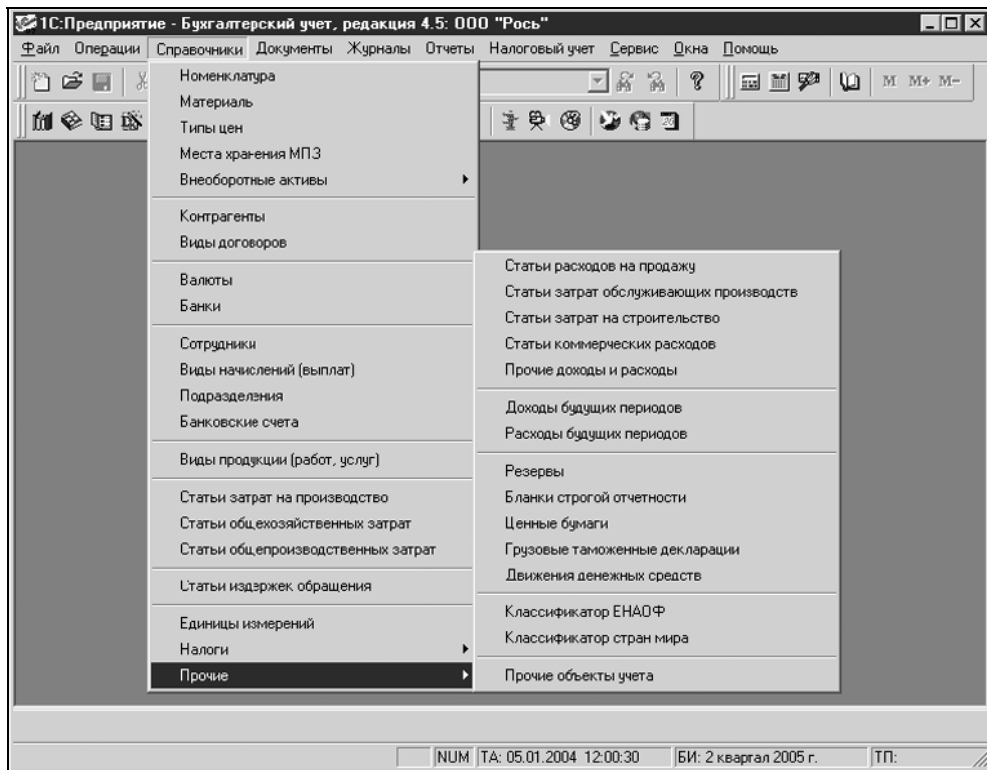 1С:Предприятие - Бухгалтерский учет, редакция 4.5: ООО "Рось"
Файл Операции Справочники Документы Журналы Отчеты Налоговый учет Сервис Окна Помощь
M M+ M-
Номенклатура
Материалы
Типы цен
Места хранения МПЗ
Внеоборотные активы
Контрагенты
Виды договоров
Валюты
Банки
Сотрудники
Виды начислений (выплат)
Подразделения
Банковские счета
Виды продукции (работ, услуг)
Статьи затрат на производство
Статьи общехозяйственных затрат
Статьи общепроизводственных затрат
Статьи издержек обращения
Единицы измерений
Налоги
Прочие
Статьи расходов на продажу
Статьи затрат обслуживающих производств
Статьи затрат на строительство
Статьи коммерческих расходов
Прочие доходы и расходы
Доходы будущих периодов
Расходы будущих периодов
Резервы
Бланки строгой отчетности
Ценные бумаги
Грузовые таможенные декларации
Движения денежных средств
Классификатор ЕНАОФ
Классификатор стран мира
Прочие объекты учета
NUM ТА: 05.01.2004 12:00:30 БИ: 2 квартал 2005 г. ТП: